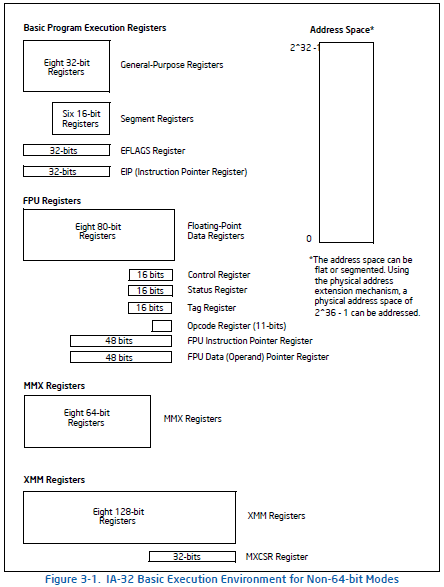 Basic Program Execution Registers
Address Space*
2^32 -1
Eight 32-bit
Registers
General-Purpose Registers
Six 16-bit
Registers
Segment Registers
32-bits
EFLAGS Register
32-bits
EIP (Instruction Pointer Register)
FPU Registers
Eight 80-bit
Registers
Floating-Point
Data Registers
0
*The address space can be
flat or segmented. Using
the physical address
extension mechanism, a
physical address space of
2^36 - 1 can be addressed.
16 bits
Control Register
16 bits
Status Register
16 bits
Tag Register
Opcode Register (11-bits)
48 bits
FPU Instruction Pointer Register
48 bits
FPU Data (Operand) Pointer Register
MMX Registers
Eight 64-bit
Registers
MMX Registers
XMM Registers
Eight 128-bit
Registers
XMM Registers
32-bits
MXCSR Register
Figure 3-1. IA-32 Basic Execution Environment for Non-64-bit Modes